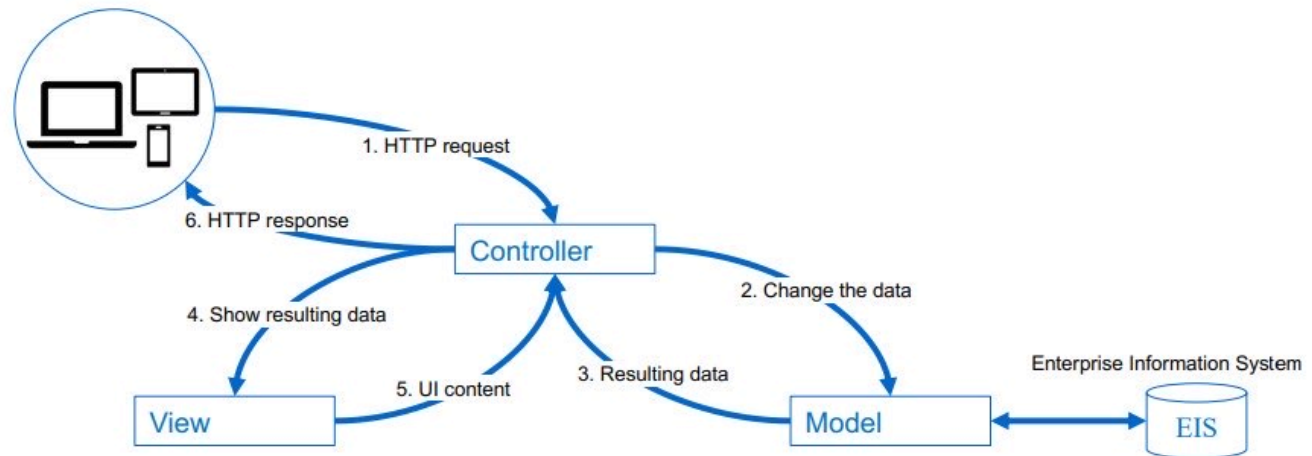 1. HTTP request
6. HTTP response
Controller
2. Change the data
4. Show resulting data
3. Resulting data
5. UI content
Enterprise Information System
View
Model
EIS